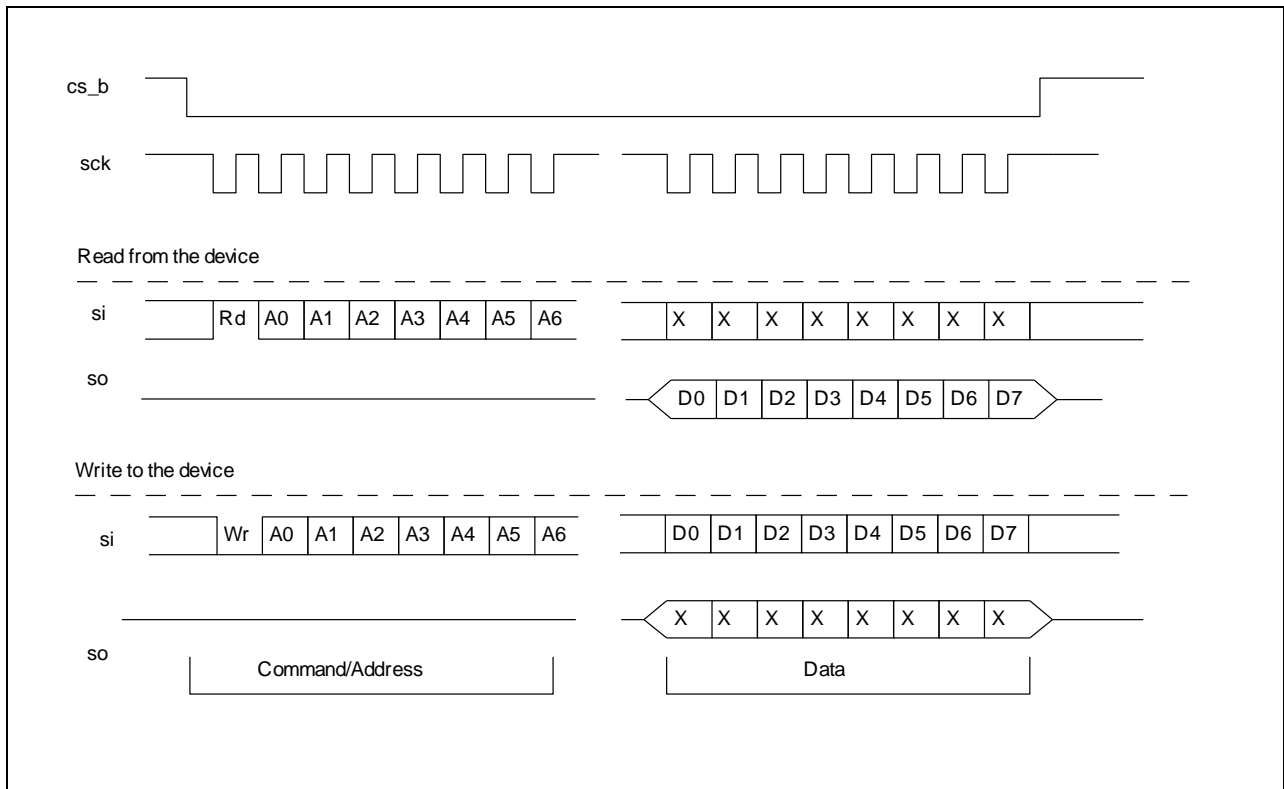 cs_b
sck
Read from the device
si Rd A0 A1 A2 A3 A4 A5 A6 X X X X X X X X
so D0 D1 D2 D3 D4 D5 D6 D7
Write to the device
si Wr A0 A1 A2 A3 A4 A5 A6 D0 D1 D2 D3 D4 D5 D6 D7
X X X X X X X X
so
Command/Address Data